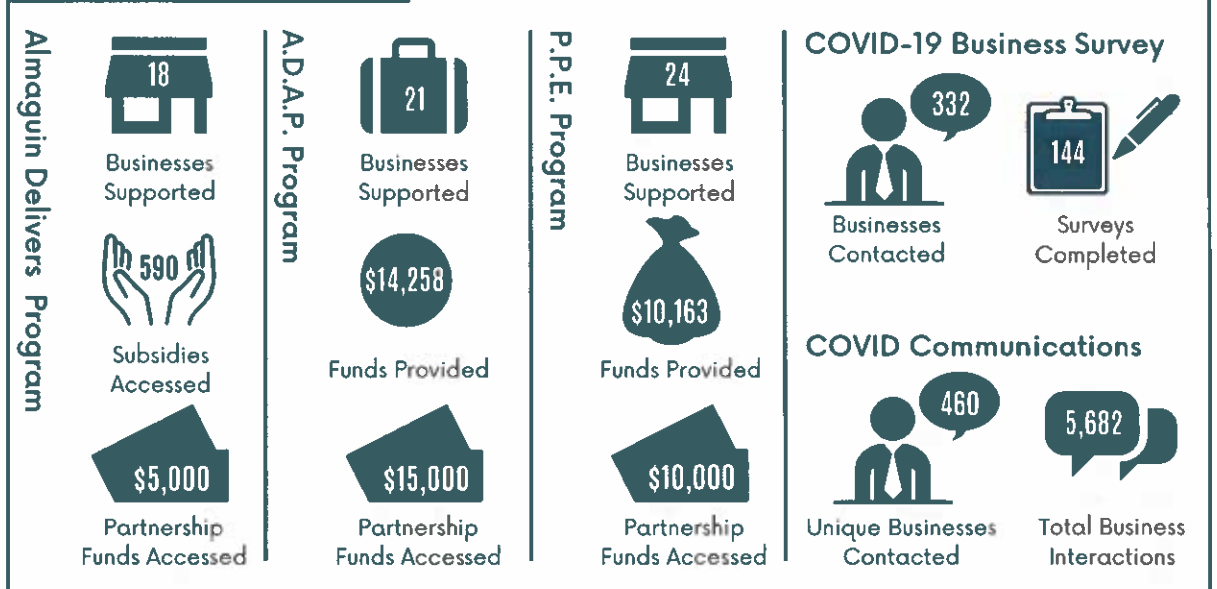 Almaguin Delivers Program
18
Businesses
Supported
590
Subsidies
Accessed
$5,000
Partnership
Funds Accessed
A.D.A.P. Program
21
Businesses
Supported
$14,258
Funds Provided
$15,000
Partnership
Funds Accessed
P.P.E. Program
24
Businesses
Supported
$10,163
Funds Provided
$10,000
Partnership
Funds Accessed
COVID-19 Business Survey
332
Businesses
Contacted
144
Surveys
Completed
COVID Communications
460
Unique Businesses
Contacted
5,682
Total Business
Interactions